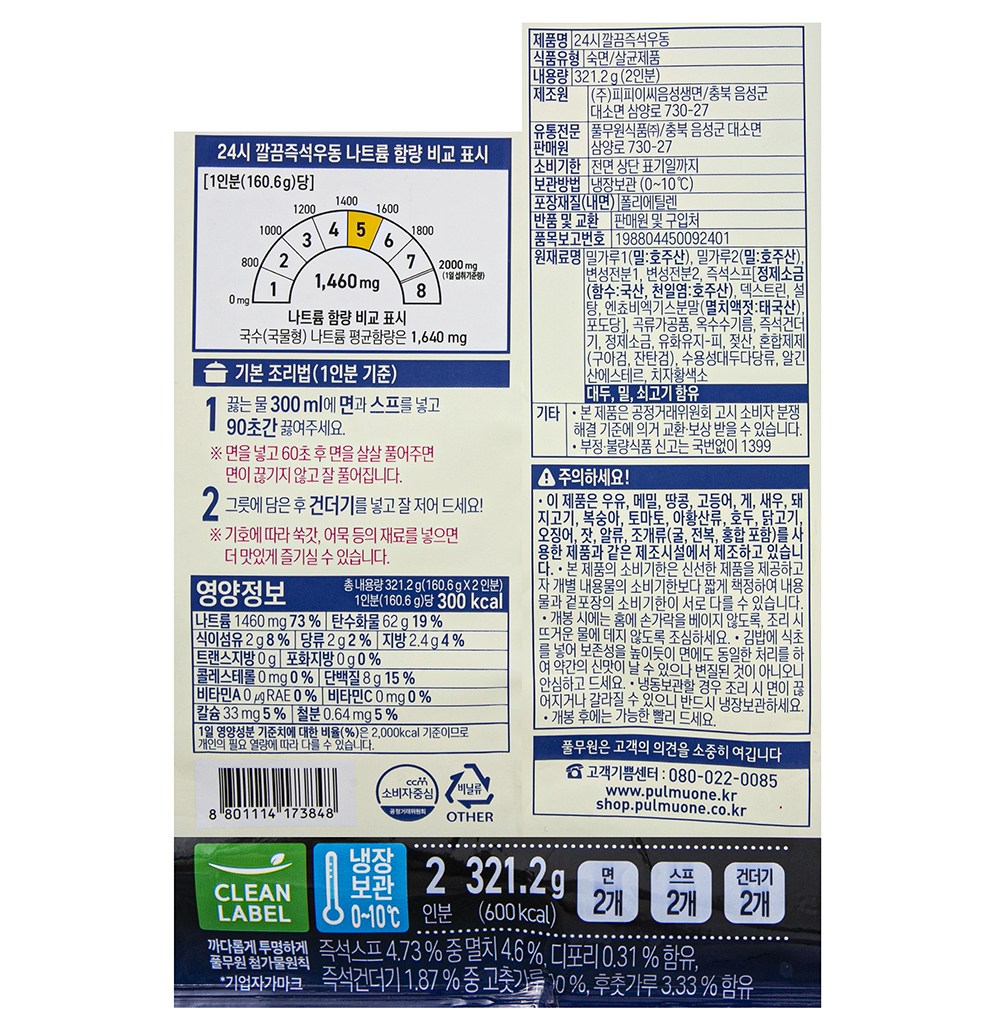 24시 깔끔즉석우동 나트륨 함량 비교 표시
[1인분(160.6g)당]
0mg
800
1000
1200
1400
1600
1800
2000 mg
(1일 섭취기준량)
1
2
3
4
5
6
7
8
1,460mg
나트륨 함량 비교 표시
국수(국물형) 나트륨 평균함량은 1,640 mg
기본 조리법(1인분 기준)
1 끓는 물 300 ml에 면과 스프를 넣고
90초간 끓여주세요.
※ 면을 넣고 60초 후 면을 살살 풀어주면
면이 끊기지 않고 잘 풀어집니다.
2 그릇에 담은 후 건더기를 넣고 잘 저어 드세요!
※ 기호에 따라 쑥갓, 어묵 등의 재료를 넣으면
더 맛있게 즐기실 수 있습니다.
영양정보
총 내용량 321.2g(160.6 g X 2 인분)
1인분(160.6 g)당 300 kcal
나트륨 1460 mg 73 % 탄수화물 62 g 19 %
식이섬유 2 g 8 % 당류 2 g 2 % 지방 2.4 g 4 %
트랜스지방 0 g 포화지방 0 g 0 %
콜레스테롤 0 mg 0 % 단백질 8 g 15 %
비타민A 0 μg RAE 0 % 비타민C 0 mg 0 %
칼슘 33 mg 5 % 철분 0.64 mg 5 %
1일 영양성분 기준치에 대한 비율(%)은 2,000kcal 기준이므로
개인의 필요 열량에 따라 다를 수 있습니다.
8 801114 173848
ccm
소비자중심
공정거래위원회
비닐류
OTHER
제품명 24시 깔끔즉석우동
식품유형 숙면/살균제품
내용량 321.2 g (2인분)
제조원 (주)피피이씨음성생면/충북 음성군
대소면 삼양로 730-27
유통전문 풀무원식품㈜/충북 음성군 대소면
판매원 삼양로 730-27
소비기한 전면 상단 표기일까지
보관방법 냉장보관 (0~10℃)
포장재질(내면) 폴리에틸렌
반품 및 교환 판매원 및 구입처
품목보고번호 198804450092401
원재료명 밀가루1(밀:호주산), 밀가루2(밀:호주산),
변성전분1, 변성전분2, 즉석스프[정제소금
(함수:국산, 천일염:호주산), 덱스트린, 설
탕, 엔쵸비엑기스분말(멸치액젓:태국산),
포도당], 곡류가공품, 옥수수기름, 즉석건더
기, 정제소금, 유화유지-피, 젖산, 혼합제제
(구아검, 잔탄검), 수용성대두다당류, 알긴
산에스테르, 치자황색소
대두, 밀, 쇠고기 함유
기타 • 본 제품은 공정거래위원회 고시 소비자 분쟁
해결 기준에 의거 교환·보상 받을 수 있습니다.
• 부정·불량식품 신고는 국번없이 1399
주의하세요!
• 이 제품은 우유, 메밀, 땅콩, 고등어, 게, 새우, 돼
지고기, 복숭아, 토마토, 아황산류, 호두, 닭고기,
오징어, 잣, 알류, 조개류(굴, 전복, 홍합 포함)를 사
용한 제품과 같은 제조시설에서 제조하고 있습니
다. • 본 제품의 소비기한은 신선한 제품을 제공하고
자 개별 내용물의 소비기한보다 짧게 책정하여 내용
물과 겉포장의 소비기한이 서로 다를 수 있습니다.
• 개봉 시에는 홈에 손가락을 베이지 않도록, 조리 시
뜨거운 물에 데지 않도록 조심하세요. • 김밥에 식초
를 넣어 보존성을 높이듯이 면에도 동일한 처리를 하
여 약간의 신맛이 날 수 있으나 변질된 것이 아니오니
안심하고 드세요. • 냉동보관할 경우 조리 시 면이 끊
어지거나 갈라질 수 있으니 반드시 냉장보관하세요.
• 개봉 후에는 가능한 빨리 드세요.
풀무원은 고객의 의견을 소중히 여깁니다
고객기쁨센터 : 080-022-0085
www.pulmuone.kr
shop.pulmuone.co.kr
CLEAN
LABEL
냉장
보관
0~10℃
2 321.2g
인분 (600 kcal)
면
2개
스프
2개
건더기
2개
까다롭게 투명하게
풀무원 첨가물원칙
*기업자가마크
즉석스프 4.73 % 중 멸치 4.6 %, 디포리 0.31 % 함유,
즉석건더기 1.87 % 중 고춧가루 %, 후춧가루 3.33 % 함유